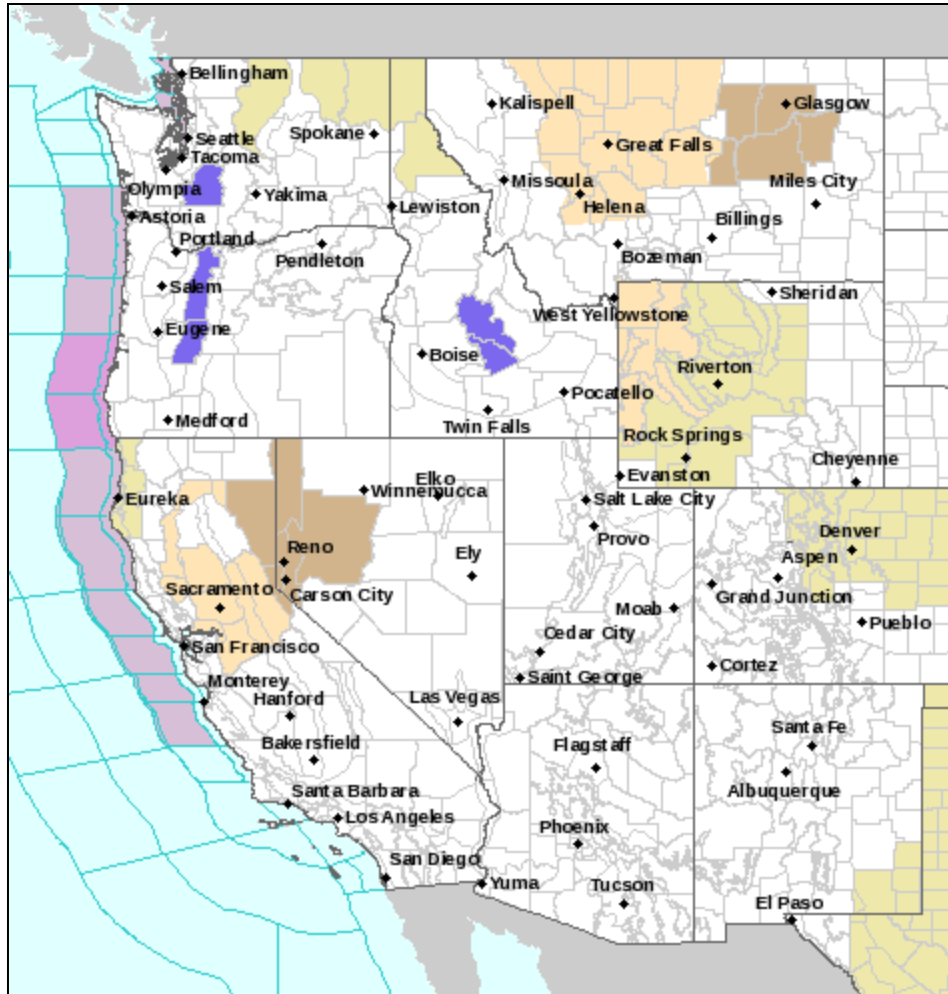 Bellingham
Kalispell
Glasgow
Seattle
Spokane
Great Falls
Tacoma
Olympia
Yakima
Missoula
Miles City
Helena
Lewiston
Astoria
Billings
Portland
Pendleton
Bozeman
Salem
Sheridan
West Yellowstone
Eugene
Boise
Riverton
Pocatello
Medford
Twin Falls
Rock Springs
Cheyenne
Elko
Evanston
Eureka
Winnemucca
Salt Lake City
Denver
Provo
Reno
Ely
Aspen
Sacramento
Carson City
Grand Junction
Moab
Pueblo
Cedar City
San Francisco
Cortez
Saint George
Monterey
Hanford
Las Vegas
Santa Fe
Bakersfield
Flagstaff
Albuquerque
Santa Barbara
Los Angeles
Phoenix
San Diego
Yuma
Tucson
El Paso